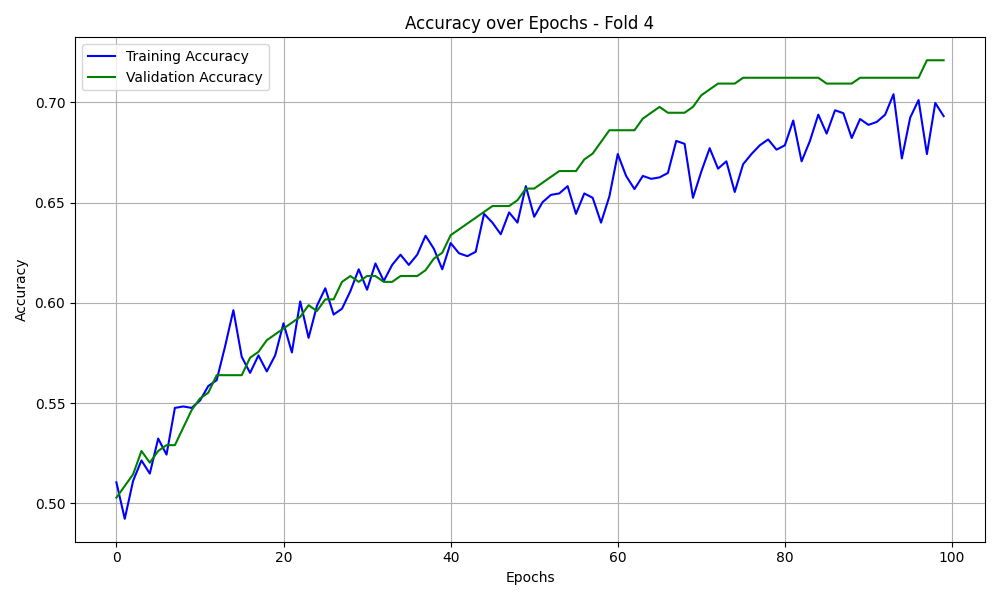 Accuracy over Epochs - Fold 4
Training Accuracy
Validation Accuracy
Accuracy
0.70
0.65
0.60
0.55
0.50
0 20 40 60 80 100
Epochs